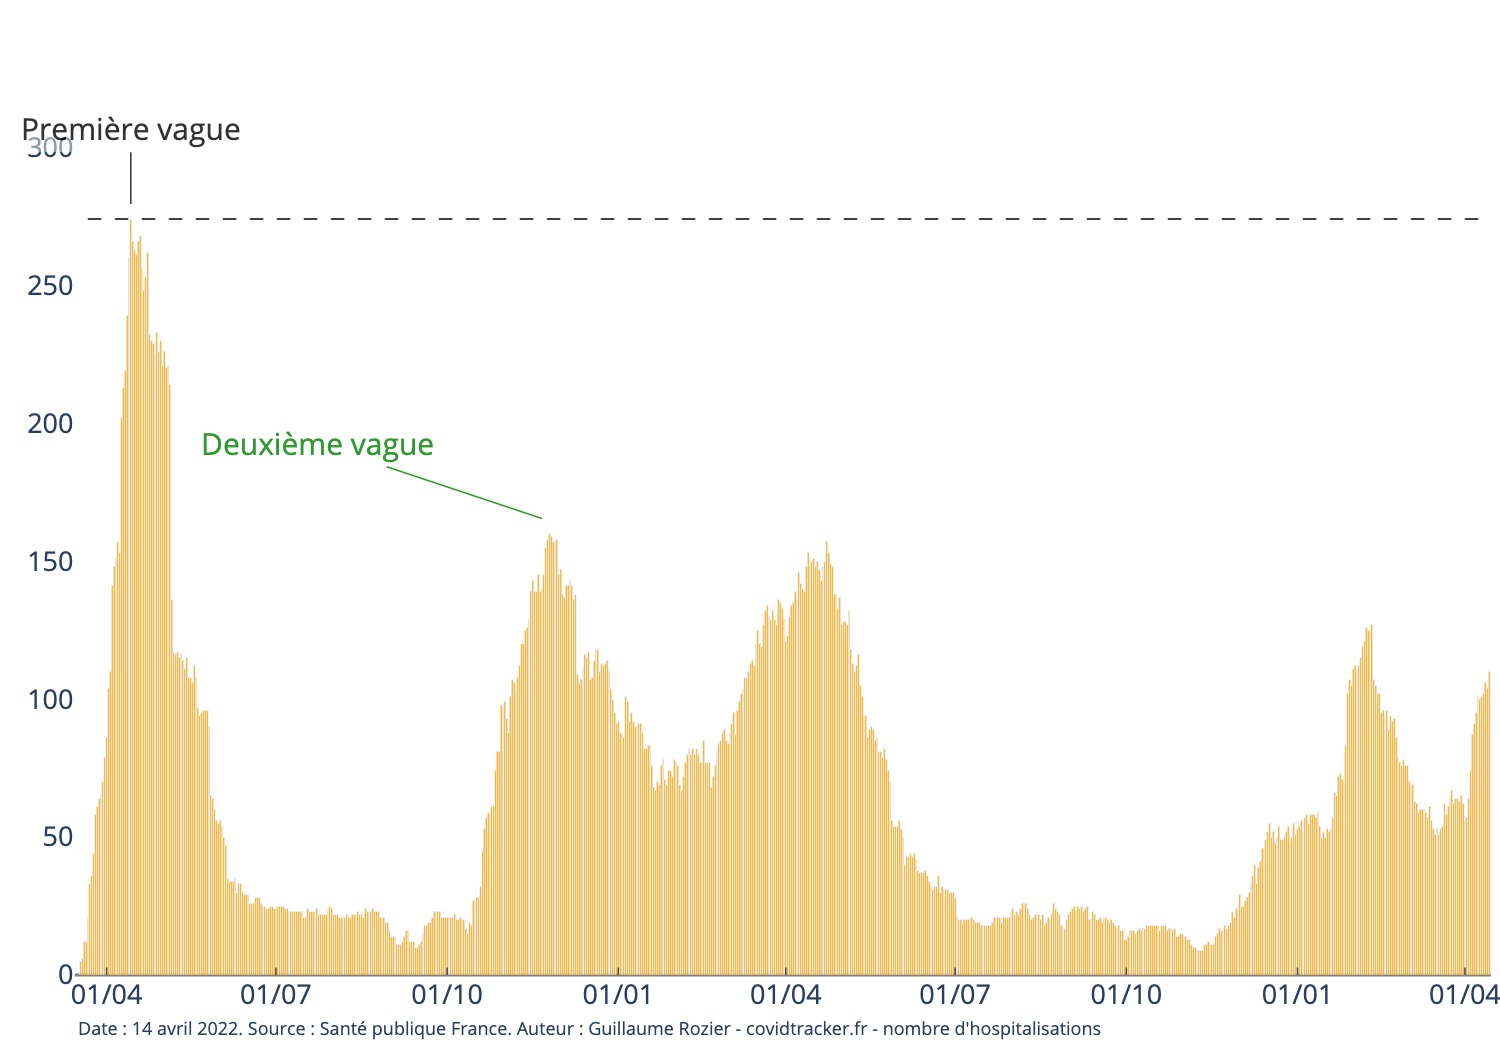 Première vague
300
250
200
Deuxième vague
150
100
50
0
01/04 01/07 01/10 01/01 01/04 01/07 01/10 01/01 01/04
Date : 14 avril 2022. Source : Santé publique France. Auteur : Guillaume Rozier - covidtracker.fr - nombre d'hospitalisations